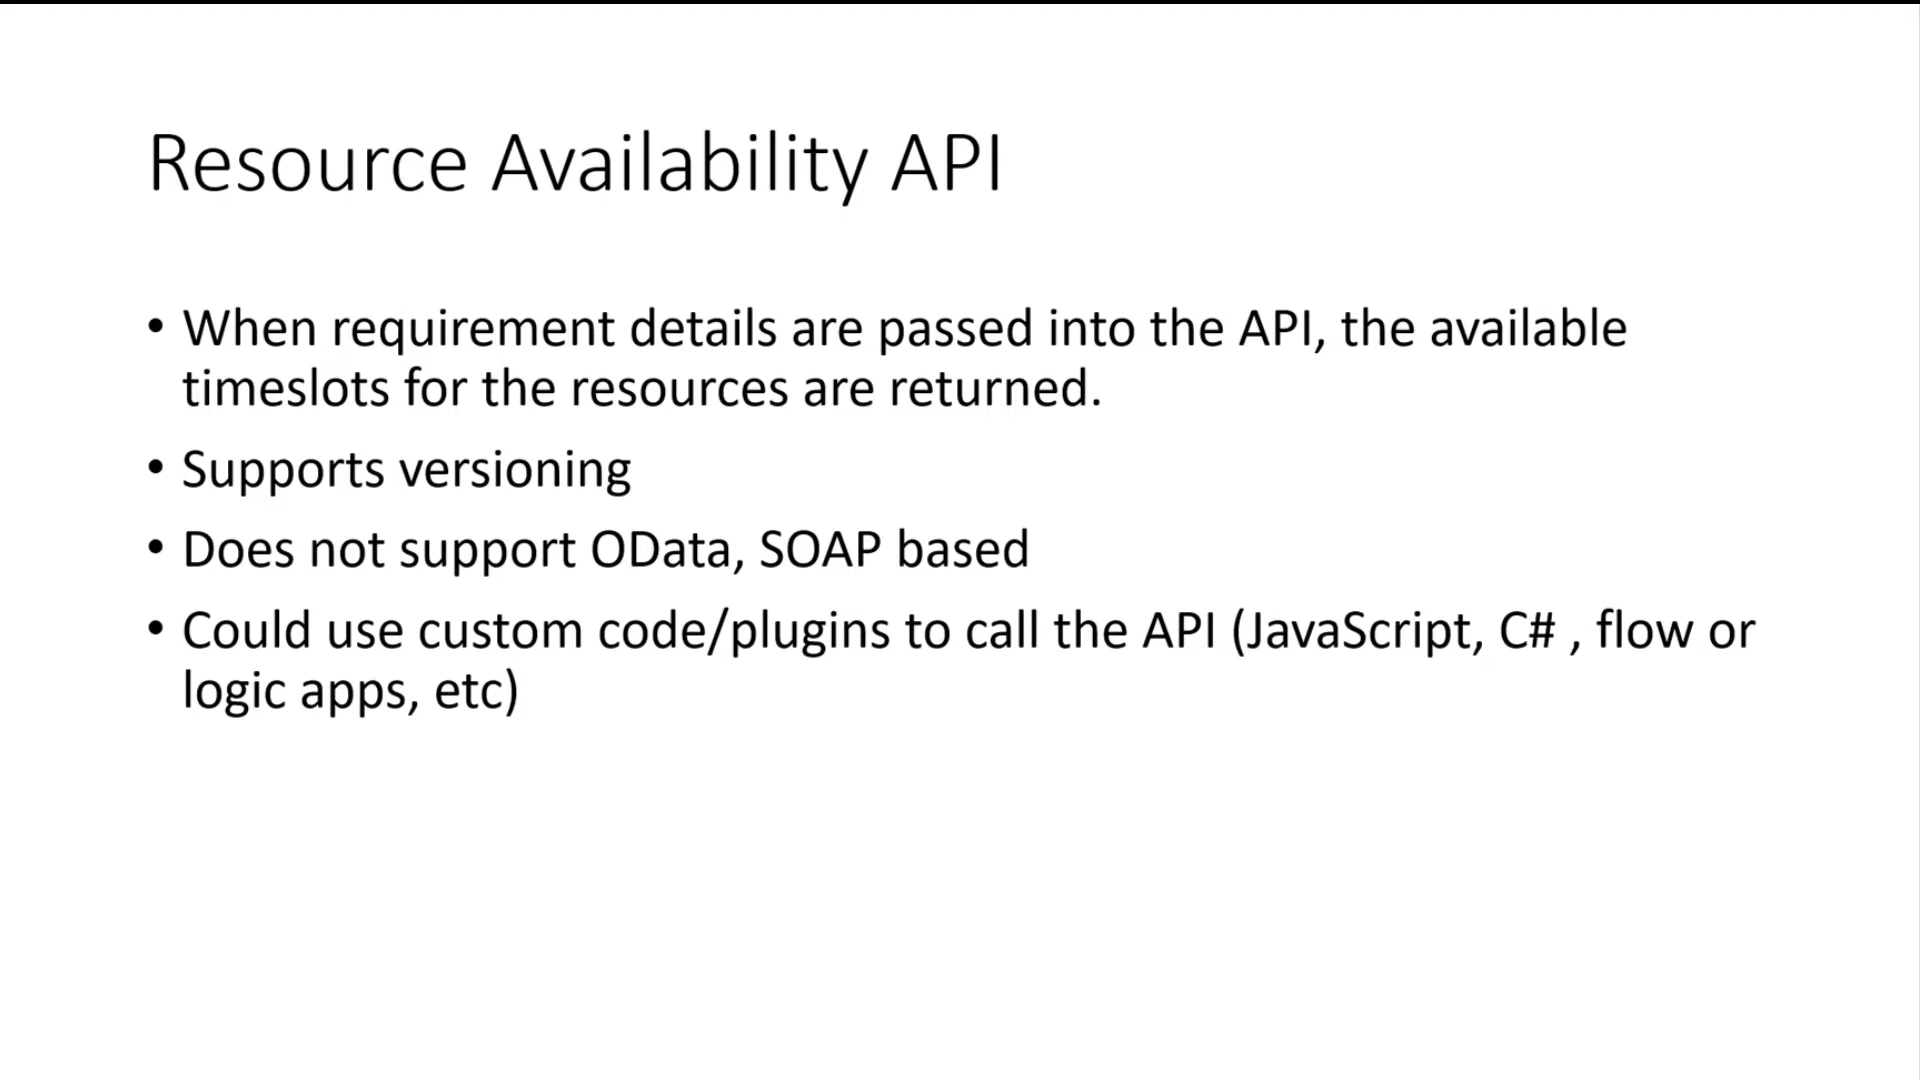 Resource Availability API
• When requirement details are passed into the API, the available
timeslots for the resources are returned.
• Supports versioning
• Does not support OData, SOAP based
• Could use custom code/plugins to call the API (JavaScript, C# , flow or
logic apps, etc)